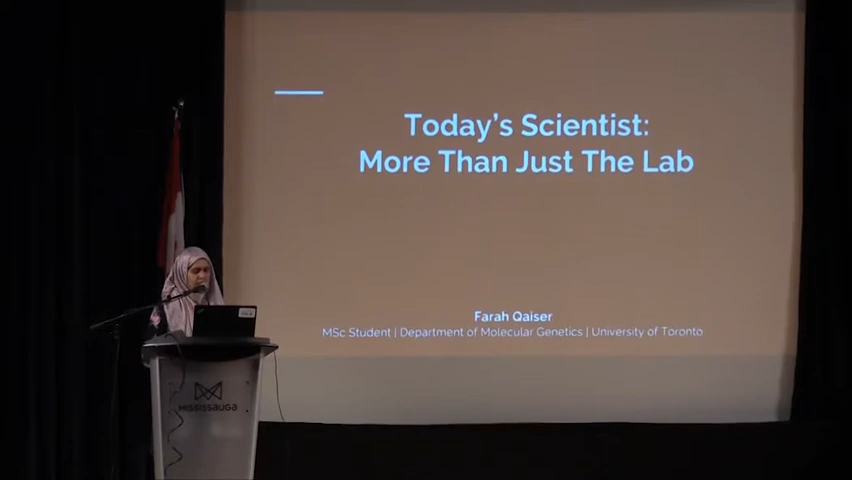 Today's Scientist:
More Than Just The Lab
Farah Qaiser
MSc Student | Department of Molecular Genetics | University of Toronto
MISSISSAUGA